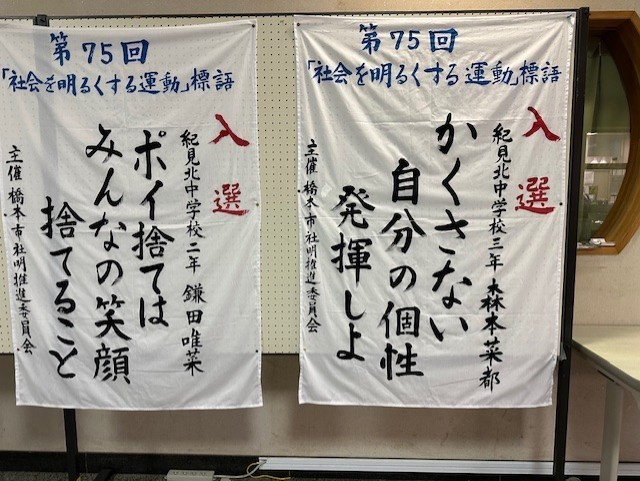 第75回
「社会を明るくする運動」標語
入選
紀見北中学校三年 森本菜都
かくさない
自分の個性
発揮しよ
主催 橋本市社明推進委員会
第75回
「社会を明るくする運動」標語
入選
紀見北中学校二年 鎌田唯菜
ポイ捨ては
みんなの笑顔
捨てること
主催 橋本市社明推進委員会